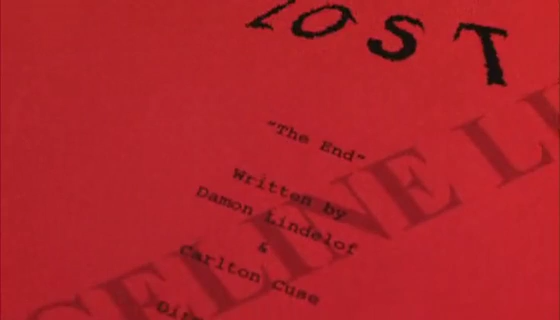 LOST
"The End"
Written by
Damon Lindelof
&
Carlton Cuse